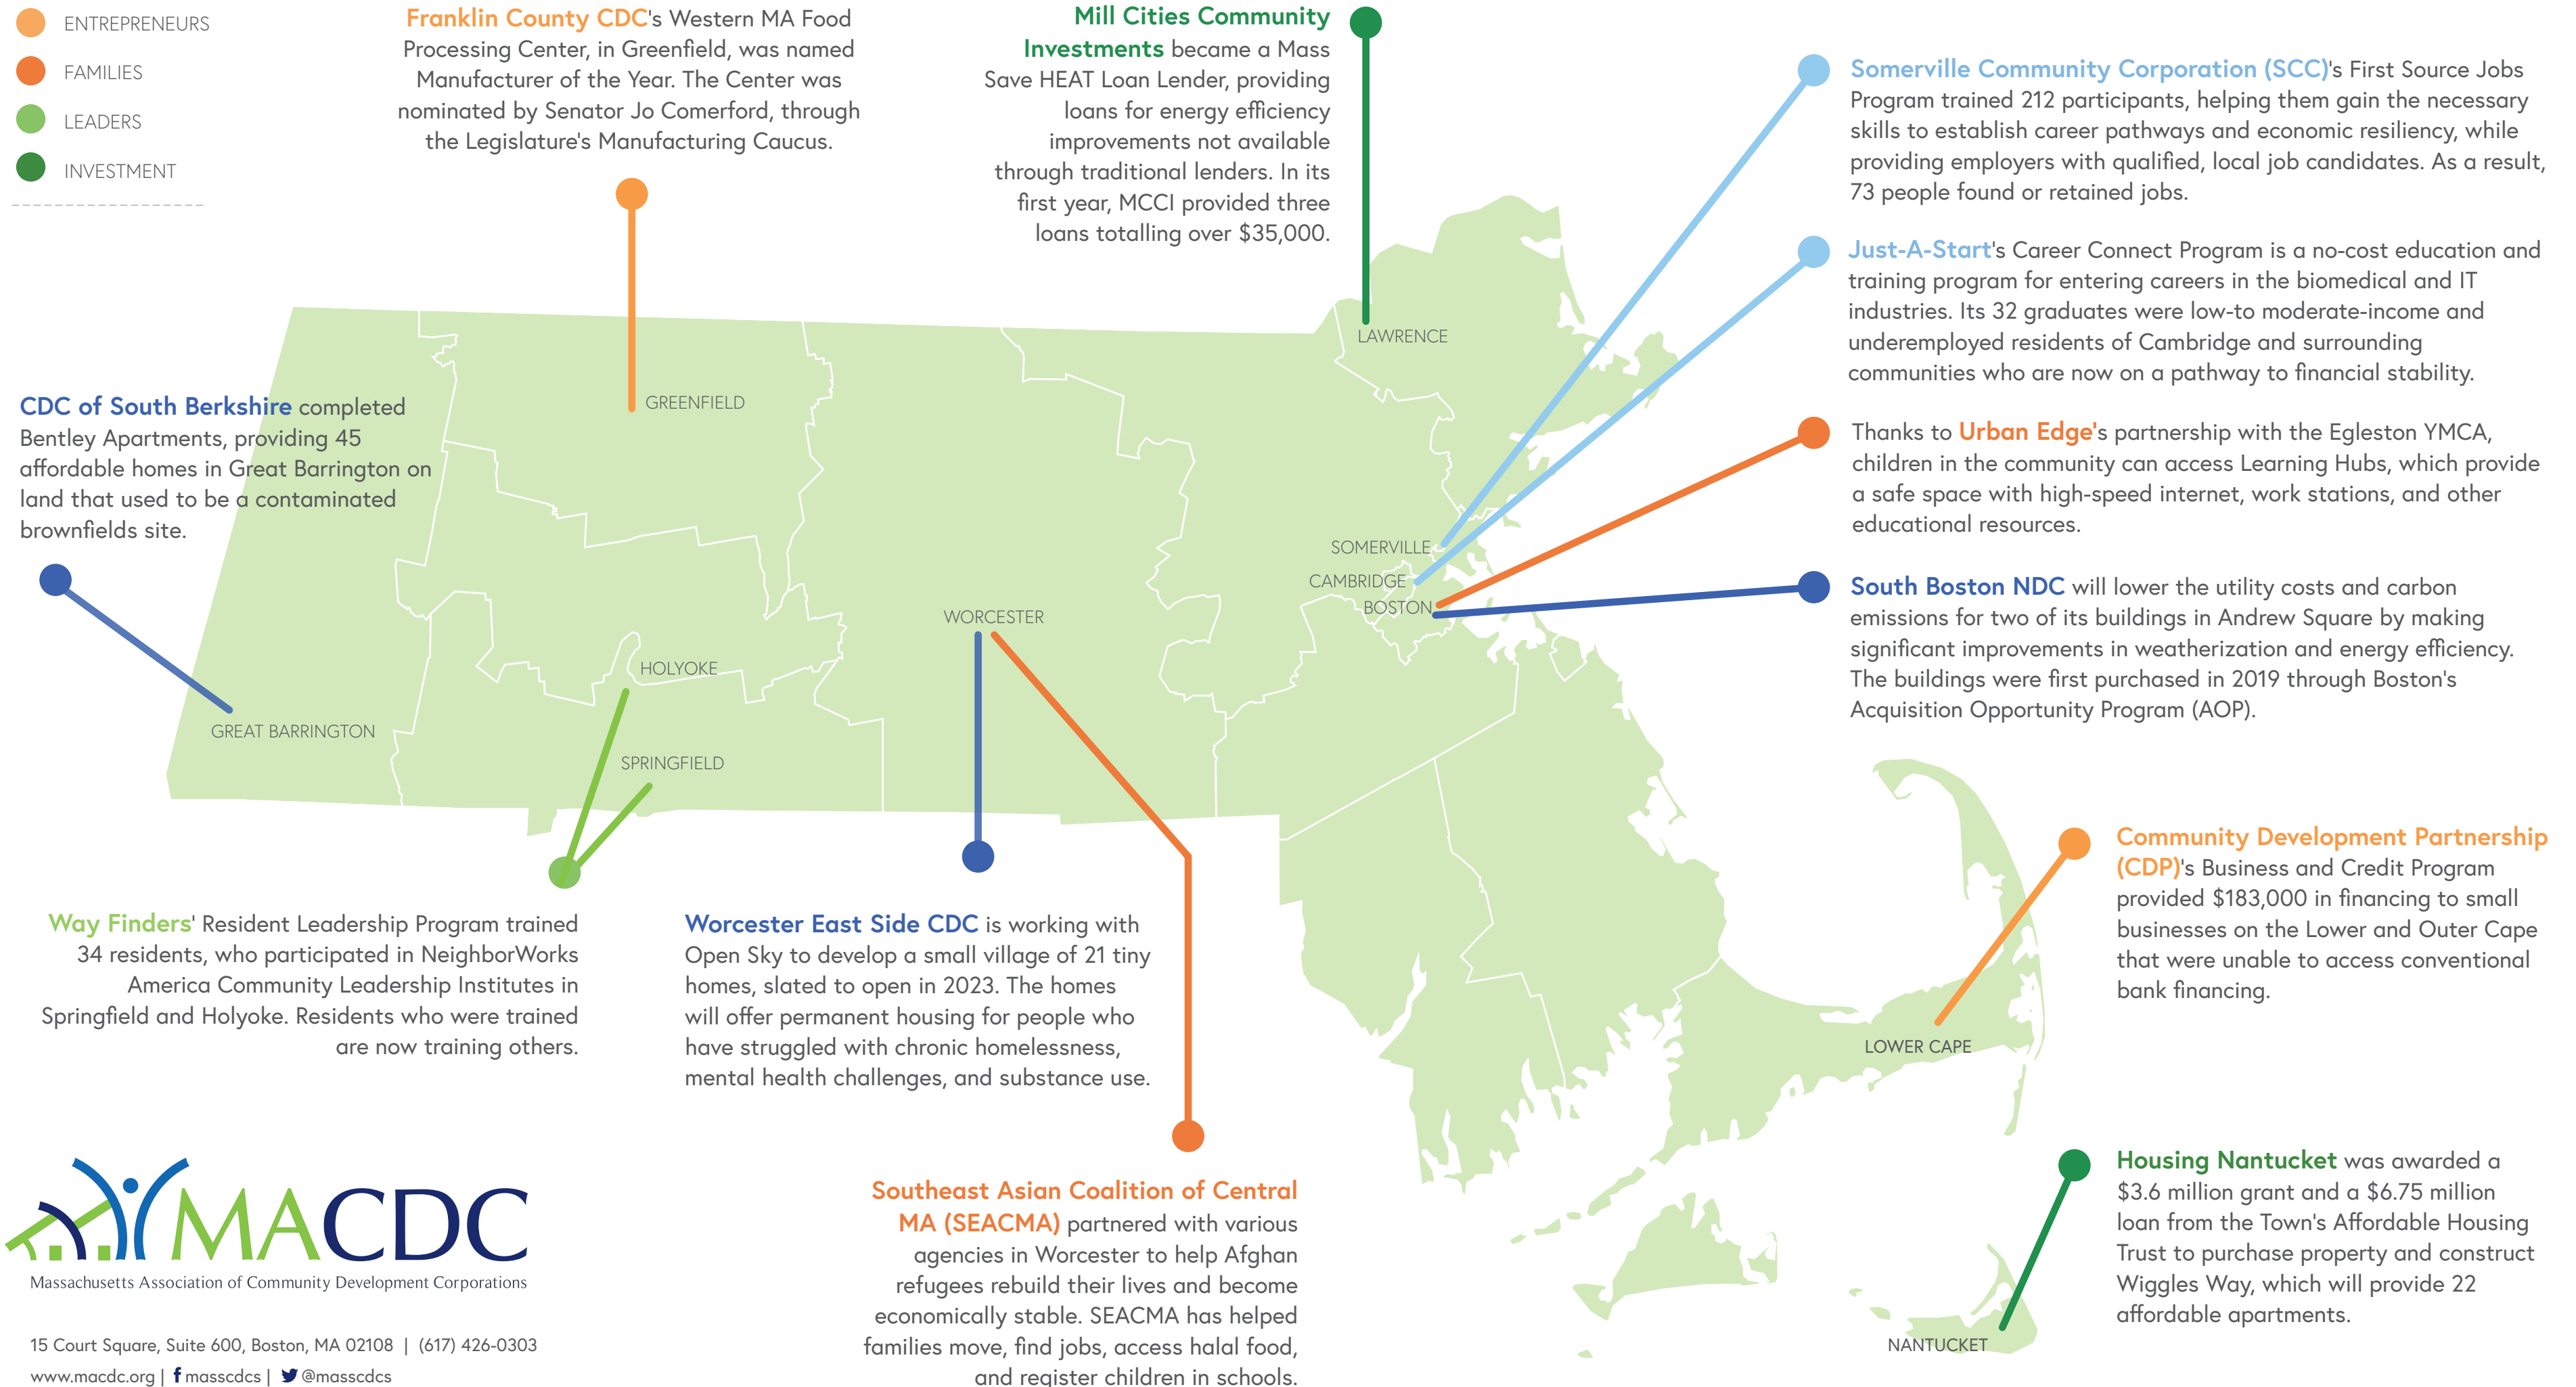 ENTREPRENEURS
FAMILIES
LEADERS
INVESTMENT
Franklin County CDC's Western MA Food
Processing Center, in Greenfield, was named
Manufacturer of the Year. The Center was
nominated by Senator Jo Comerford, through
the Legislature's Manufacturing Caucus.
Mill Cities Community
Investments became a Mass
Save HEAT Loan Lender, providing
loans for energy efficiency
improvements not available
through traditional lenders. In its
first year, MCCI provided three
loans totalling over $35,000.
Somerville Community Corporation (SCC)'s First Source Jobs
Program trained 212 participants, helping them gain the necessary
skills to establish career pathways and economic resiliency, while
providing employers with qualified, local job candidates. As a result,
73 people found or retained jobs.
Just-A-Start's Career Connect Program is a no-cost education and
training program for entering careers in the biomedical and IT
industries. Its 32 graduates were low-to moderate-income and
underemployed residents of Cambridge and surrounding
communities who are now on a pathway to financial stability.
Thanks to Urban Edge's partnership with the Egleston YMCA,
children in the community can access Learning Hubs, which provide
a safe space with high-speed internet, work stations, and other
educational resources.
South Boston NDC will lower the utility costs and carbon
emissions for two of its buildings in Andrew Square by making
significant improvements in weatherization and energy efficiency.
The buildings were first purchased in 2019 through Boston's
Acquisition Opportunity Program (AOP).
CDC of South Berkshire completed
Bentley Apartments, providing 45
affordable homes in Great Barrington on
land that used to be a contaminated
brownfields site.
LAWRENCE
GREENFIELD
SOMERVILLE
CAMBRIDGE
BOSTON
WORCESTER
HOLYOKE
GREAT BARRINGTON
SPRINGFIELD
LOWER CAPE
NANTUCKET
Community Development Partnership
(CDP)'s Business and Credit Program
provided $183,000 in financing to small
businesses on the Lower and Outer Cape
that were unable to access conventional
bank financing.
Way Finders' Resident Leadership Program trained
34 residents, who participated in NeighborWorks
America Community Leadership Institutes in
Springfield and Holyoke. Residents who were trained
are now training others.
Worcester East Side CDC is working with
Open Sky to develop a small village of 21 tiny
homes, slated to open in 2023. The homes
will offer permanent housing for people who
have struggled with chronic homelessness,
mental health challenges, and substance use.
Southeast Asian Coalition of Central
MA (SEACMA) partnered with various
agencies in Worcester to help Afghan
refugees rebuild their lives and become
economically stable. SEACMA has helped
families move, find jobs, access halal food,
and register children in schools.
Housing Nantucket was awarded a
$3.6 million grant and a $6.75 million
loan from the Town's Affordable Housing
Trust to purchase property and construct
Wiggles Way, which will provide 22
affordable apartments.
MACDC
Massachusetts Association of Community Development Corporations
15 Court Square, Suite 600, Boston, MA 02108 | (617) 426-0303
www.macdc.org | f masscdcs | @masscdcs